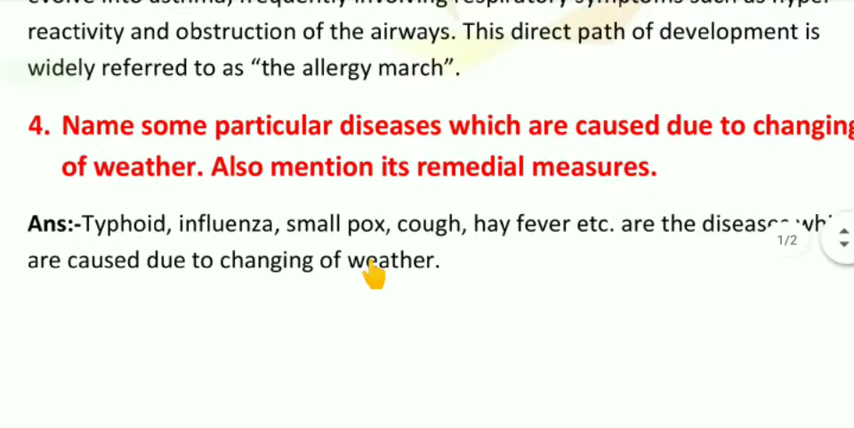 reactivity and obstruction of the airways. This direct path of development is
widely referred to as “the allergy march”.
4. Name some particular diseases which are caused due to changing
of weather. Also mention its remedial measures.
Ans:-Typhoid, influenza, small pox, cough, hay fever etc. are the
1/2
are caused due to changing of weather.